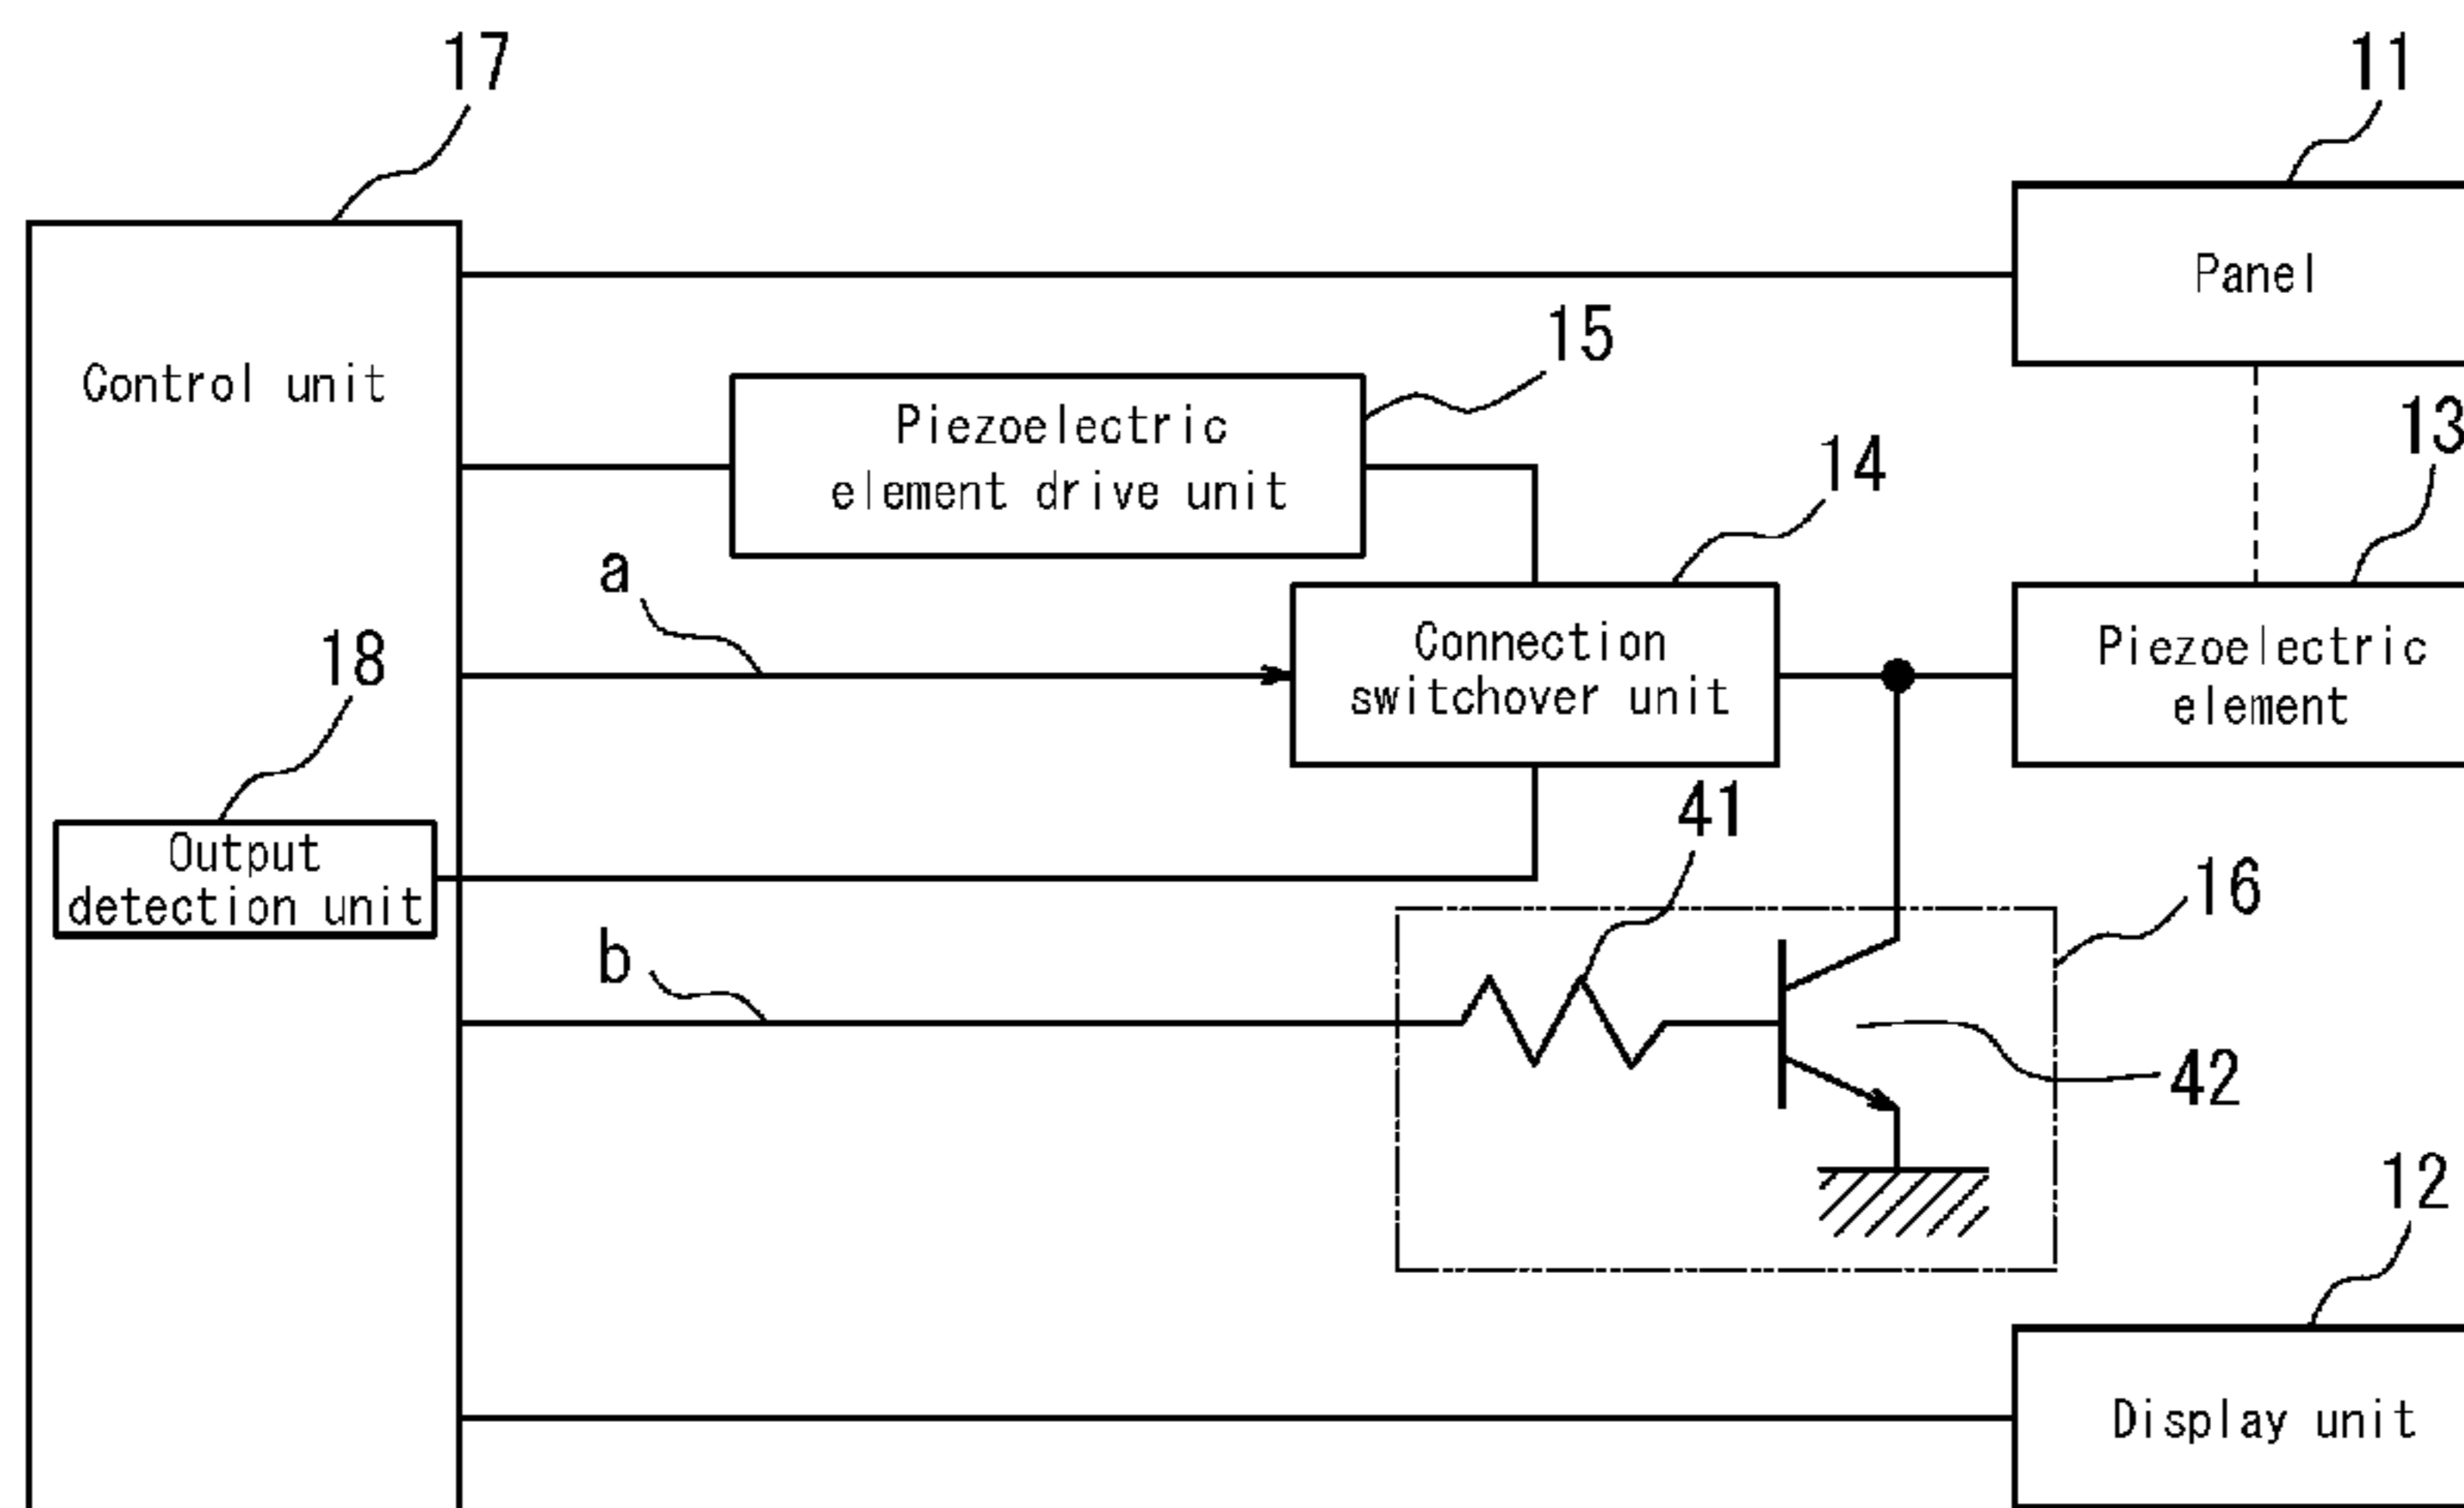 17
11
Panel
15
Control unit
Piezoelectric
element drive unit
13
14
a
Connection
switchover unit
Piezoelectric
element
18
41
Output
detection unit
16
b
42
12
Display unit